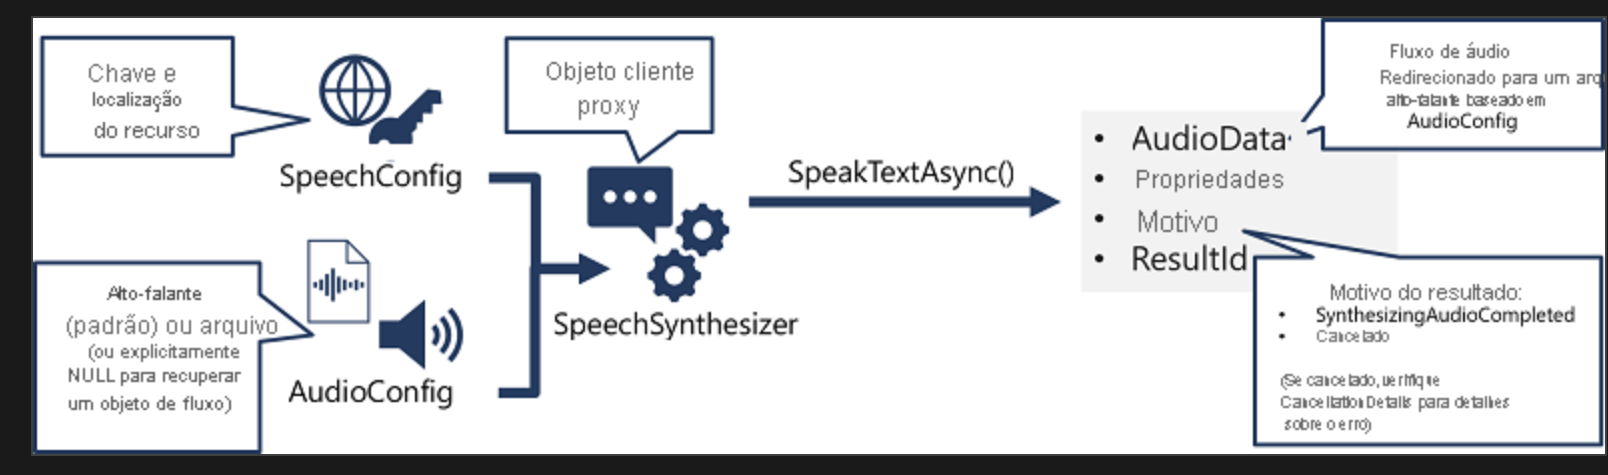 Chave e
localização
do recurso
SpeechConfig
Alto-falante
(padrão) ou arquivo
(ou explicitamente
NULL para recuperar
um objeto de fluxo)
AudioConfig
Objeto cliente
proxy
SpeechSynthesizer
SpeakTextAsync()
• AudioData
• Propriedades
• Motivo
• ResultId
Fluxo de áudio
Redirecionado para um arq
alto-falante baseado em
AudioConfig
Motivo do resultado:
• SynthesizingAudioCompleted
• Cancelado
(Se cancelado, verifique
CancellationDetails para detalhes
sobre o erro)